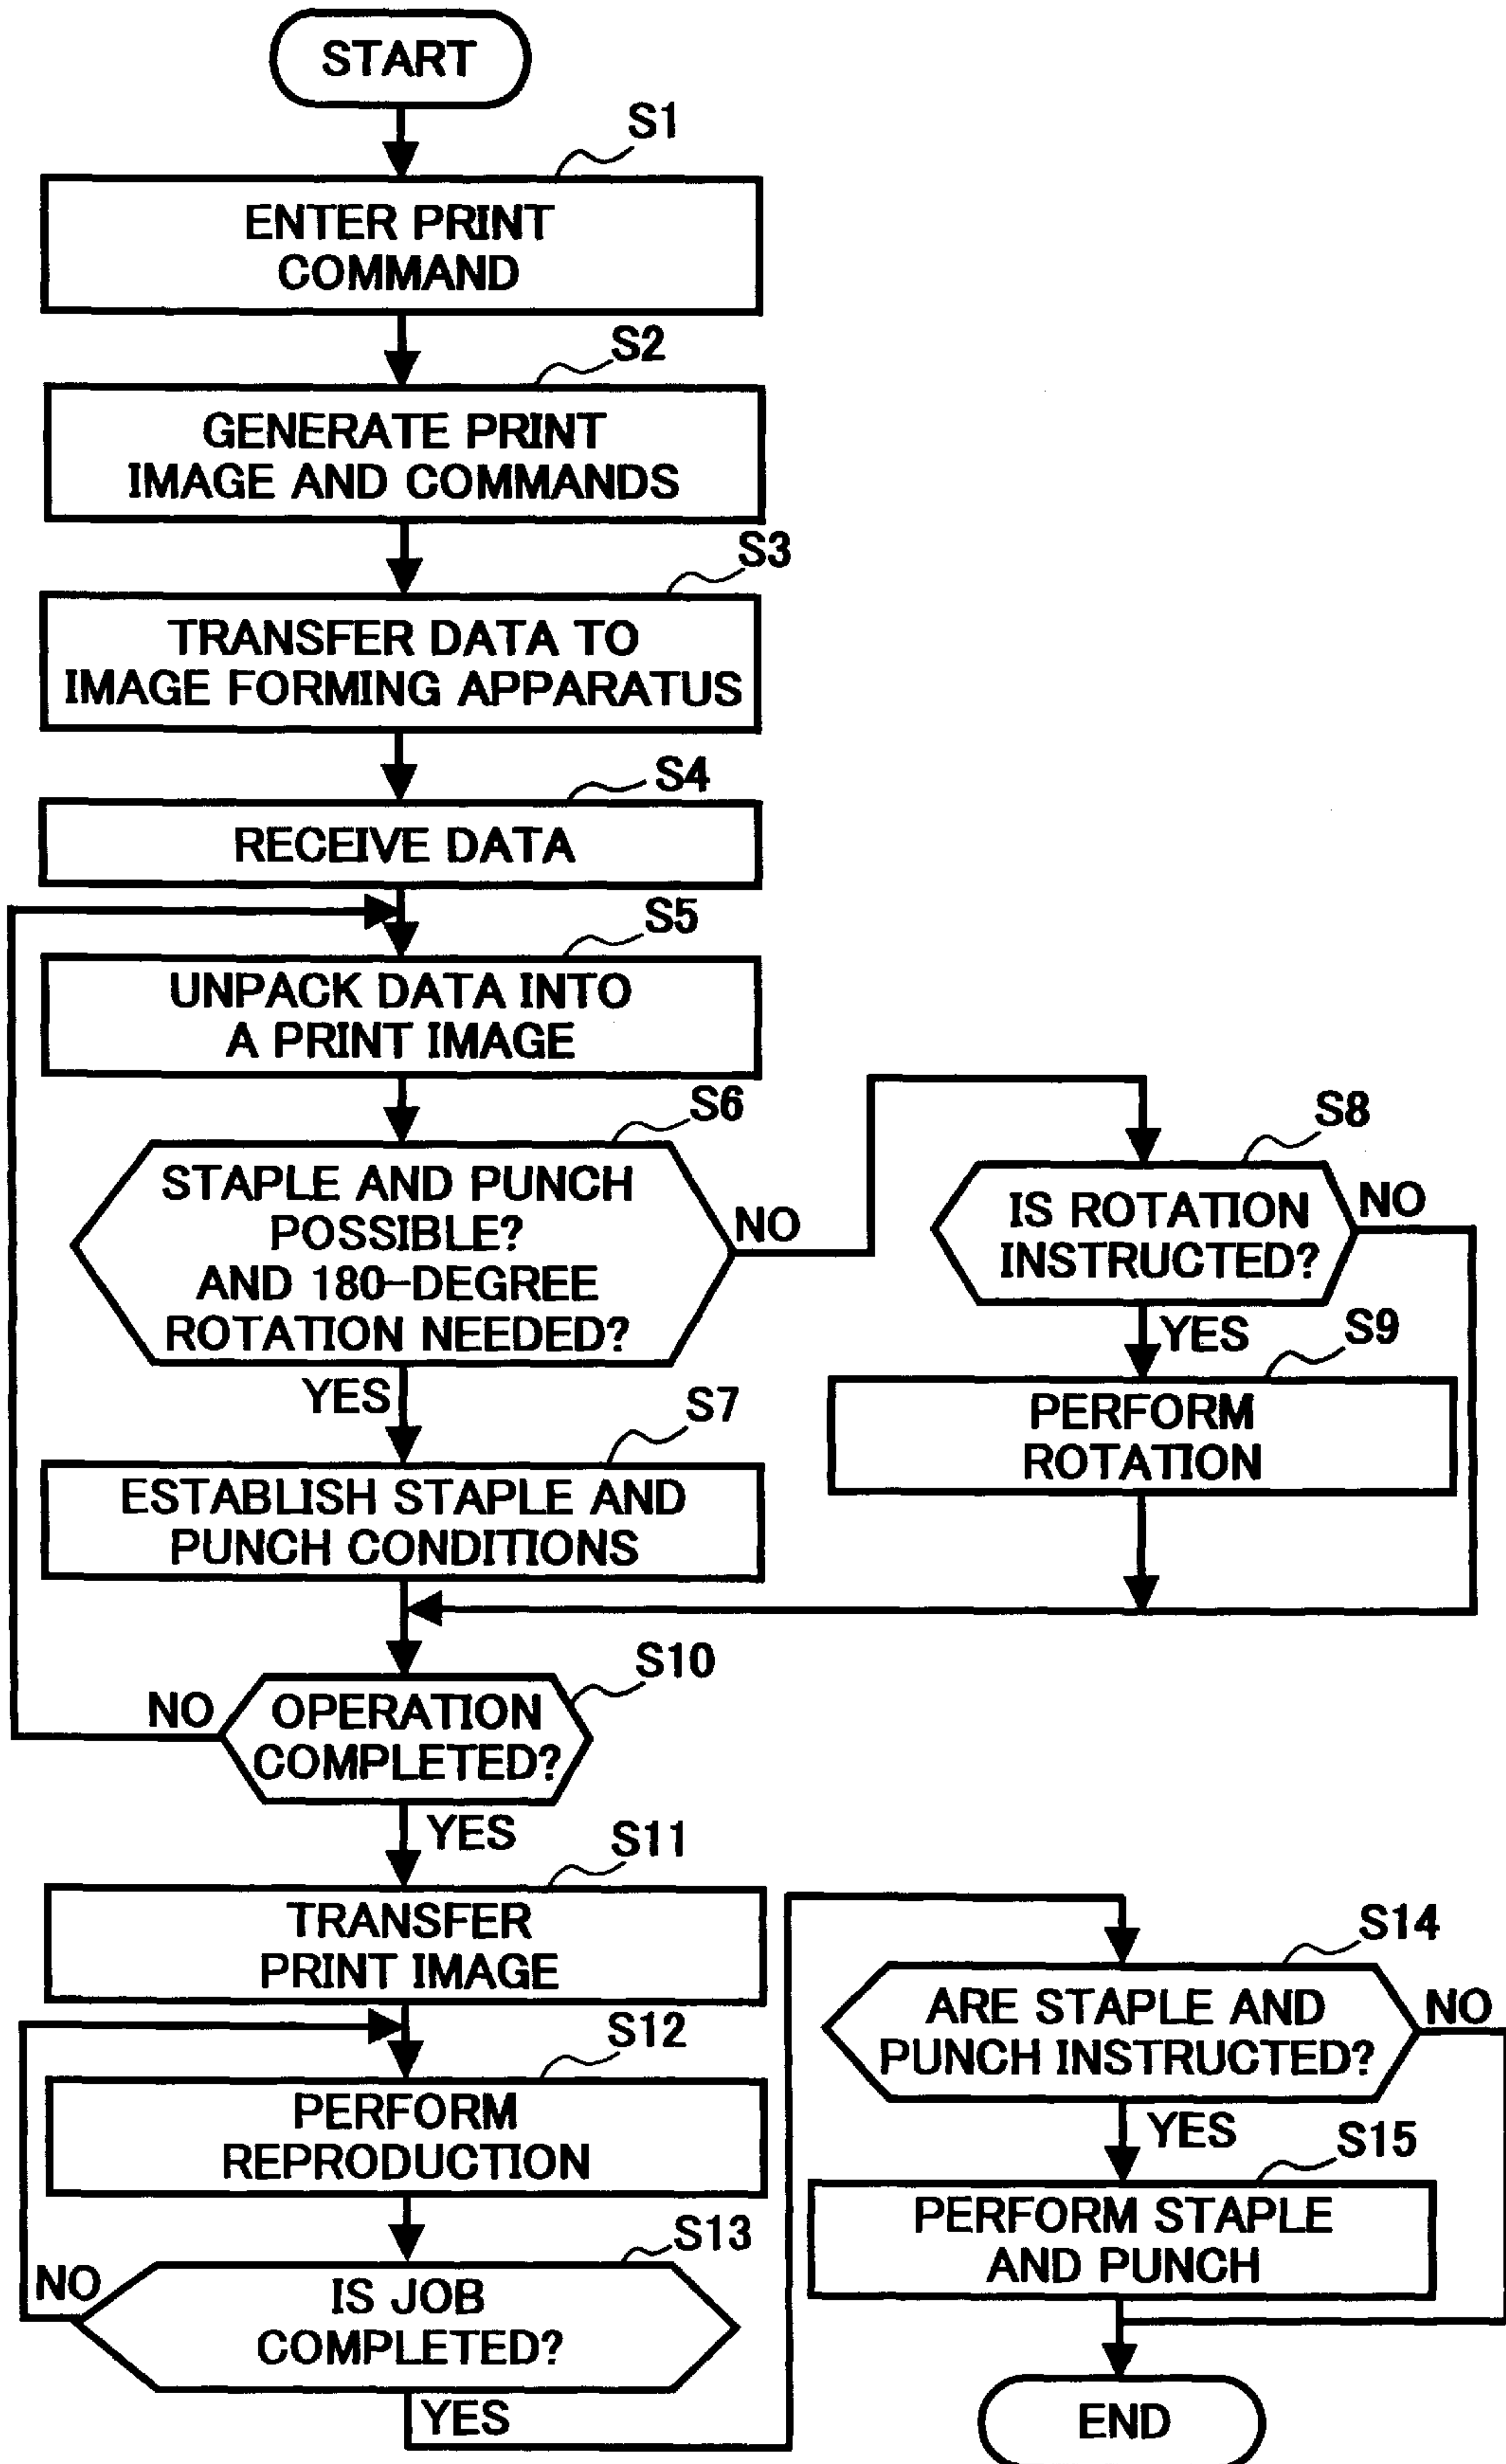 START
S1
ENTER PRINT
COMMAND
S2
GENERATE PRINT
IMAGE AND COMMANDS
S3
TRANSFER DATA TO
IMAGE FORMING APPARATUS
S4
RECEIVE DATA
S5
UNPACK DATA INTO
A PRINT IMAGE
S6
STAPLE AND PUNCH
POSSIBLE?
AND 180-DEGREE
ROTATION NEEDED?
NO
YES
S8
IS ROTATION
INSTRUCTED?
NO
YES
S9
PERFORM
ROTATION
S7
ESTABLISH STAPLE AND
PUNCH CONDITIONS
S10
OPERATION
COMPLETED?
NO
YES
S11
TRANSFER
PRINT IMAGE
S12
PERFORM
REPRODUCTION
S13
IS JOB
COMPLETED?
NO
YES
S14
ARE STAPLE AND
PUNCH INSTRUCTED?
NO
YES
S15
PERFORM STAPLE
AND PUNCH
END